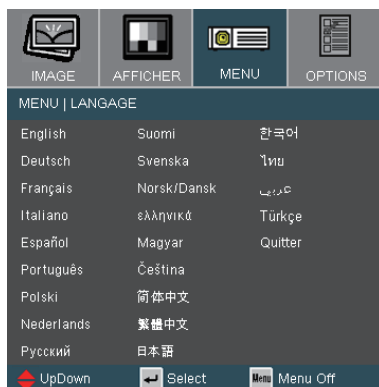 IMAGE AFFICHER MENU OPTIONS
MENU | LANGAGE
English Suomi 한국어
Deutsch Svenska ไทย
Français Norsk/Dansk عربي
Italiano ελληνικά Türkçe
Español Magyar Quitter
Português Čeština
Polski 简体中文
Nederlands 繁體中文
Русский 日本語
UpDown Select Menu Menu Off